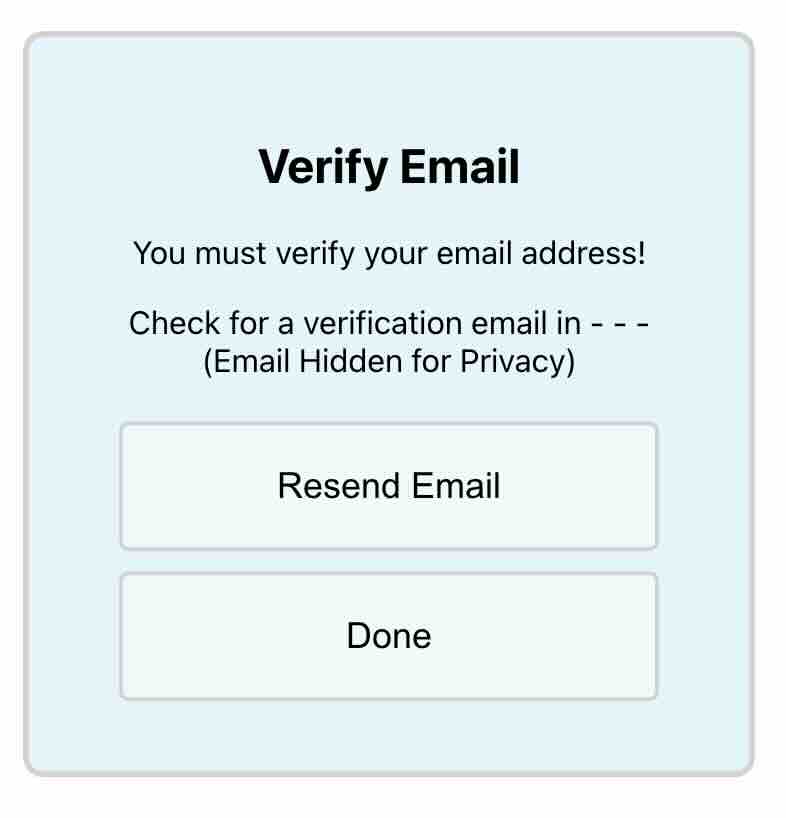 Verify Email
You must verify your email address!
Check for a verification email in - - -
(Email Hidden for Privacy)
Resend Email
Done